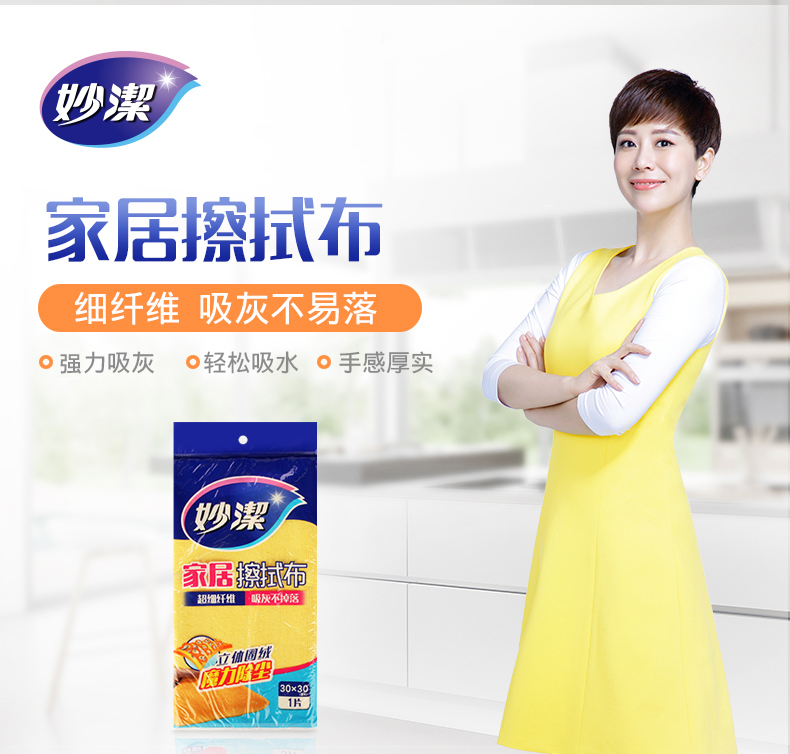 妙潔
家居擦拭布
细纤维 吸灰不易落
强力吸灰 轻松吸水 手感厚实
妙潔
家居擦拭布
超细纤维 吸灰不掉落
立体圈绒
魔力除尘
30×30
1片